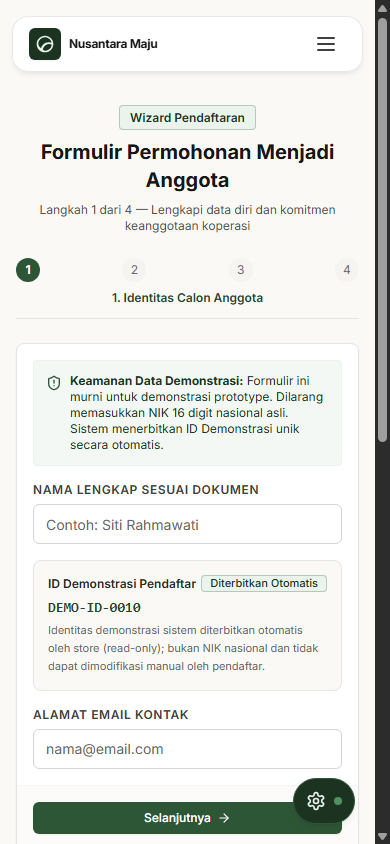 Nusantara Maju
Wizard Pendaftaran
Formulir Permohonan Menjadi
Anggota
Langkah 1 dari 4 — Lengkapi data diri dan komitmen
keanggotaan koperasi
1 2 3 4
1. Identitas Calon Anggota
Keamanan Data Demonstrasi: Formulir ini
murni untuk demonstrasi prototype. Dilarang
memasukkan NIK 16 digit nasional asli.
Sistem menerbitkan ID Demonstrasi unik
secara otomatis.
NAMA LENGKAP SESUAI DOKUMEN
Contoh: Siti Rahmawati
ID Demonstrasi Pendaftar Diterbitkan Otomatis
DEMO-ID-0010
Identitas demonstrasi sistem diterbitkan otomatis
oleh store (read-only); bukan NIK nasional dan tidak
dapat dimodifikasi manual oleh pendaftar.
ALAMAT EMAIL KONTAK
nama@email.com
Selanjutnya →